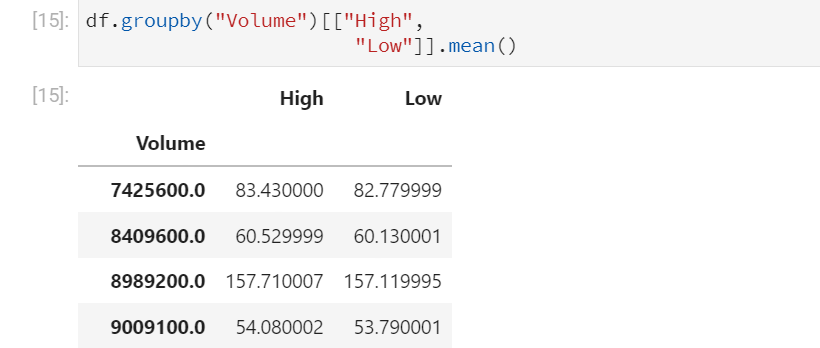 [15]: df.groupby("Volume")[["High",
"Low"]].mean()
[15]:
High Low
Volume
7425600.0 83.430000 82.779999
8409600.0 60.529999 60.130001
8989200.0 157.710007 157.119995
9009100.0 54.080002 53.790001